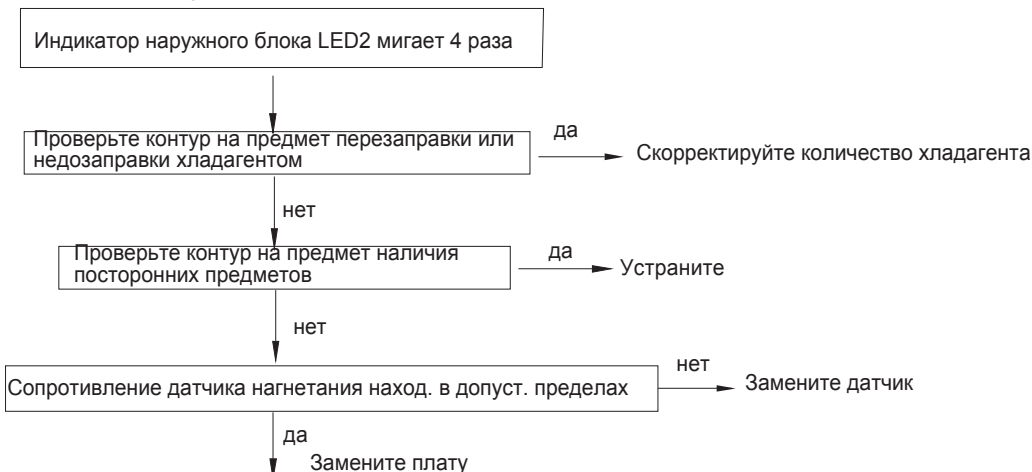 Индикатор наружного блока LED2 мигает 4 раза
Проверьте контур на предмет перезаправки или
недозаправки хладагентом
да
Скорректируйте количество хладагента
нет
Проверьте контур на предмет наличия
посторонних предметов
да
Устраните
нет
Сопротивление датчика нагнетания наход. в допуст. пределах
нет
Замените датчик
да
Замените плату